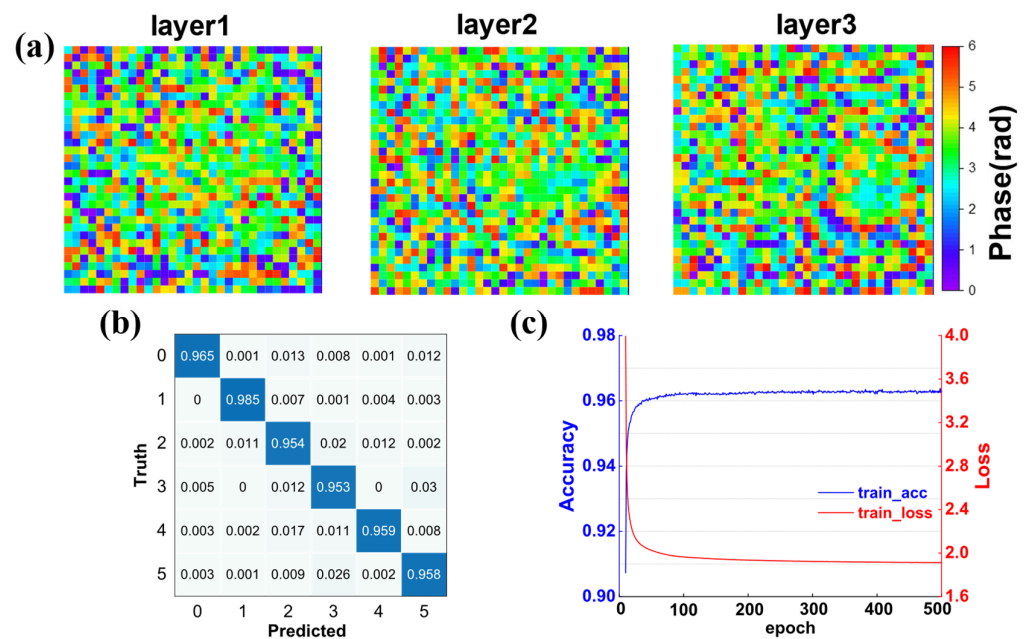 (a)
layer1 layer2 layer3
6
5
4
3
2
1
0
Phase(rad)
(b)
0 0.965 0.001 0.013 0.008 0.001 0.012
1 0 0.985 0.007 0.001 0.004 0.003
2 0.002 0.011 0.954 0.02 0.012 0.002
3 0.005 0 0.012 0.953 0 0.03
4 0.003 0.002 0.017 0.011 0.959 0.008
5 0.003 0.001 0.009 0.026 0.002 0.958
0 1 2 3 4 5
Truth
Predicted
(c)
0.98
0.96
0.94
0.92
0.90
Accuracy
4.0
3.6
3.2
2.8
2.4
2.0
1.6
Loss
train_acc
train_loss
0 100 200 300 400 500
epoch